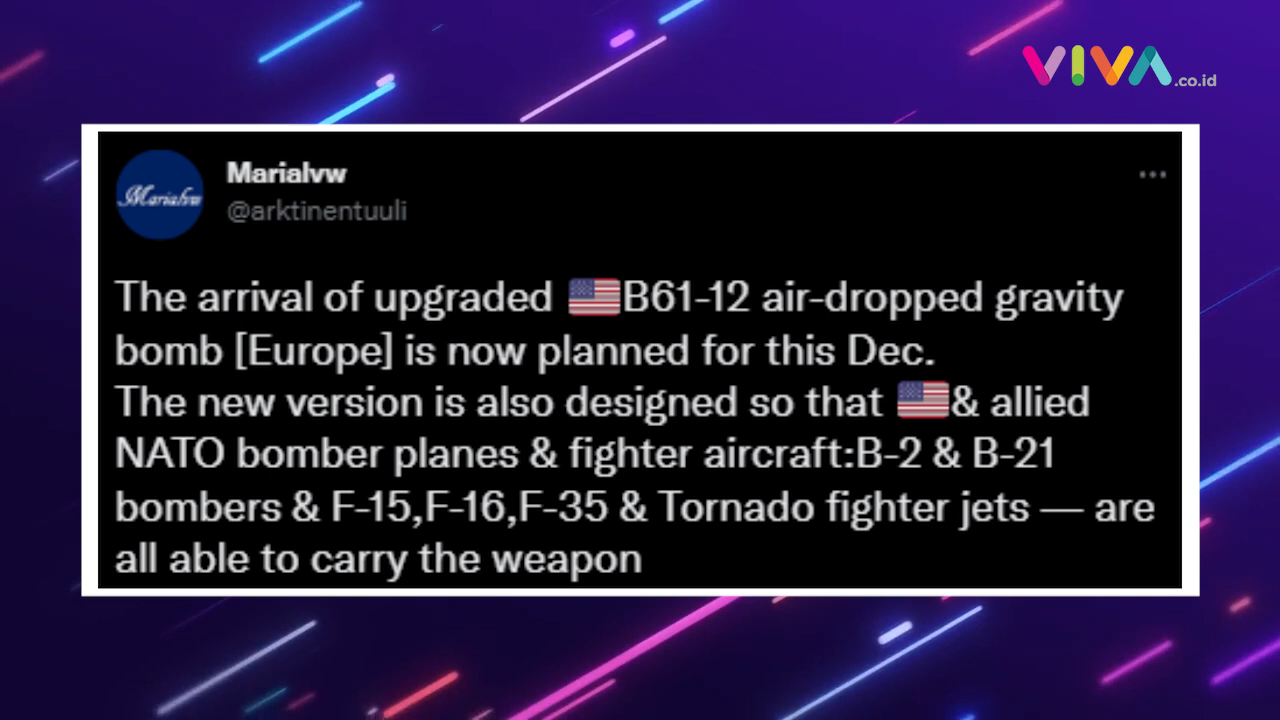 VIVA.co.id
Marialvw
Marialvw
@arktinentuuli
The arrival of upgraded 🇺🇸B61-12 air-dropped gravity
bomb [Europe] is now planned for this Dec.
The new version is also designed so that 🇺🇸& allied
NATO bomber planes & fighter aircraft:B-2 & B-21
bombers & F-15,F-16,F-35 & Tornado fighter jets — are
all able to carry the weapon